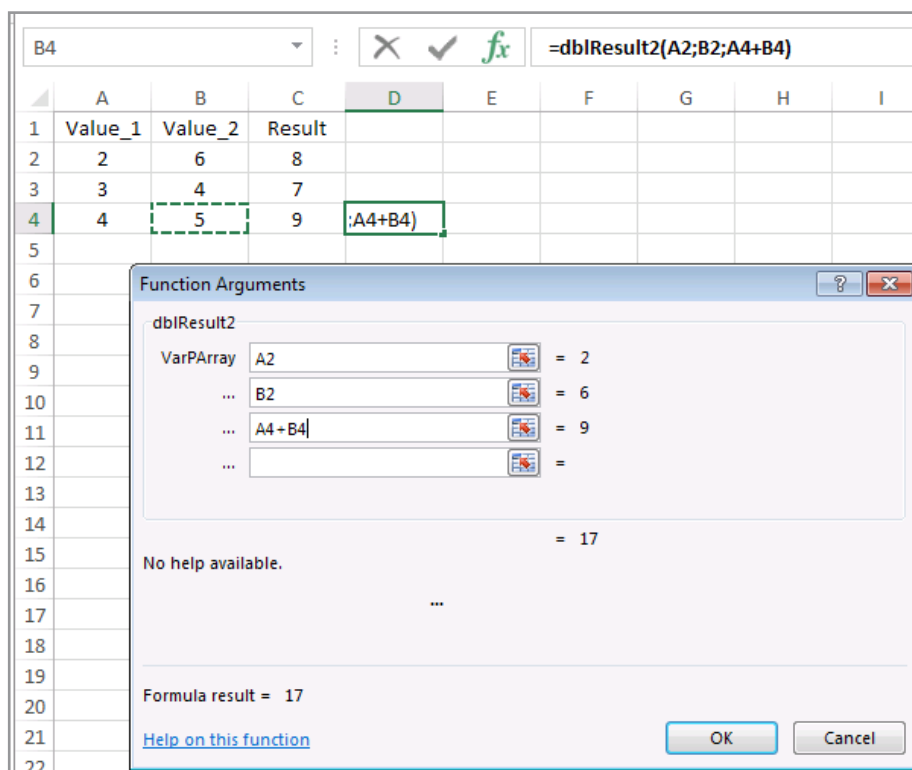 B4 fx =dblResult2(A2;B2;A4+B4)
A B C D E F G H I
1 Value_1 Value_2 Result
2 2 6 8
3 3 4 7
4 4 5 9 ;A4+B4)
5
6 Function Arguments ?
7
8 dblResult2
9 VarPArray A2 = 2
10 ... B2 = 6
11 ... A4+B4 = 9
12 ... =
13
14 = 17
15 No help available.
16
17 ...
18
19
20 Formula result = 17
21 Help on this function OK Cancel
22